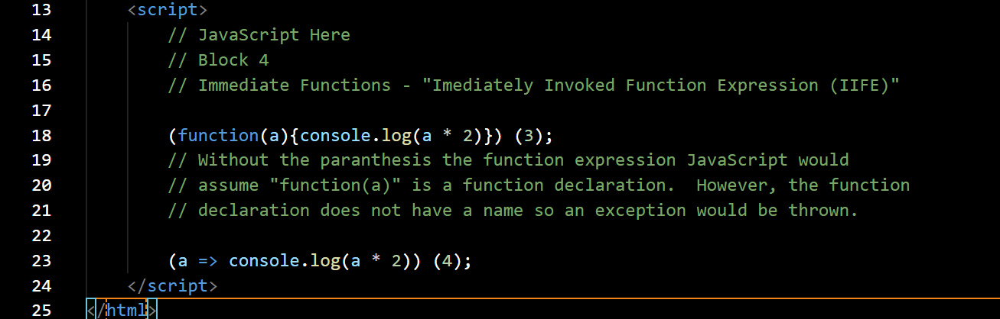 13 <script>
14 // JavaScript Here
15 // Block 4
16 // Immediate Functions - "Imediately Invoked Function Expression (IIFE)"
17
18 (function(a){console.log(a * 2)}) (3);
19 // Without the paranthesis the function expression JavaScript would
20 // assume "function(a)" is a function declaration.  However, the function
21 // declaration does not have a name so an exception would be thrown.
22
23 (a => console.log(a * 2)) (4);
24 </script>
25 </html>